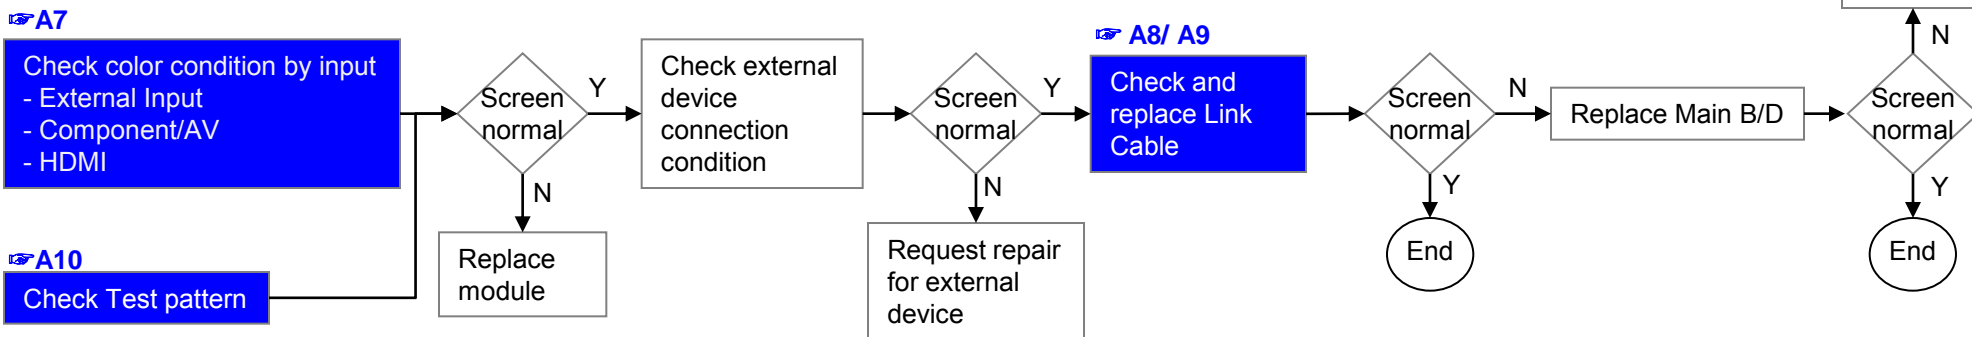 ☞A7
Check color condition by input
- External Input
- Component/AV
- HDMI
☞A10
Check Test pattern
Screen
normal
Y
N
Replace
module
Check external
device
connection
condition
Screen
normal
Y
N
Request repair
for external
device
☞ A8/ A9
Check and
replace Link
Cable
Screen
normal
N
Y
End
Replace Main B/D
Screen
normal
N
Y
End